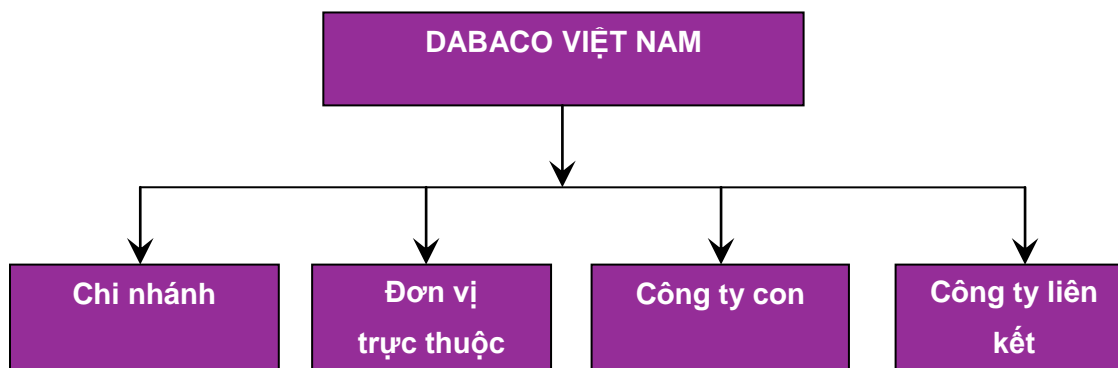 DABACO VIỆT NAM
Chi nhánh
Đơn vị
trực thuộc
Công ty con
Công ty liên
kết